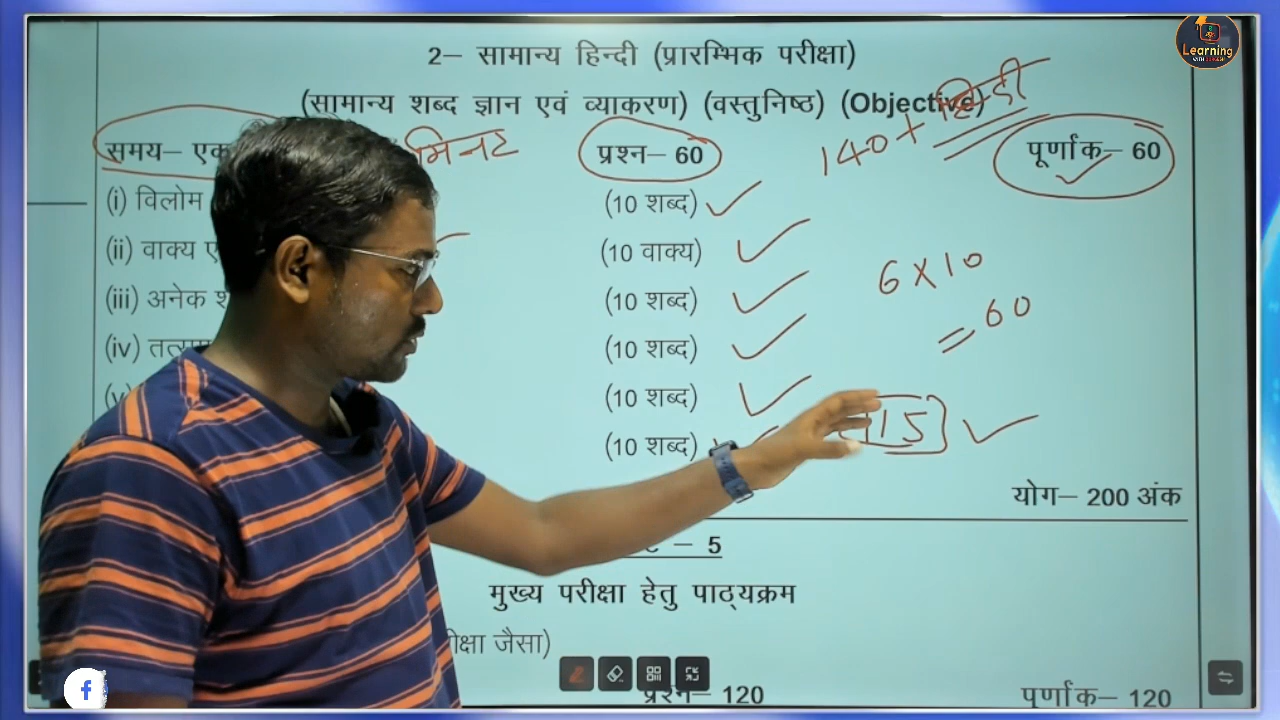 Learning
2– सामान्य हिन्दी (प्रारम्भिक परीक्षा)
(सामान्य शब्द ज्ञान एवं व्याकरण) (वस्तुनिष्ठ) (Objective)
140+ हिन्दी
समय– एक मिनट प्रश्न– 60 पूर्णांक– 60
(i) विलोम (10 शब्द)
(ii) वाक्य (10 वाक्य)
6 X 10
(iii) अनेक (10 शब्द)
= 60
(iv) (10 शब्द)
(10 शब्द)
(10 शब्द) 15
योग– 200 अंक
– 5
मुख्य परीक्षा हेतु पाठ्यक्रम
जैसा)
प्रश्न– 120 पूर्णांक– 120